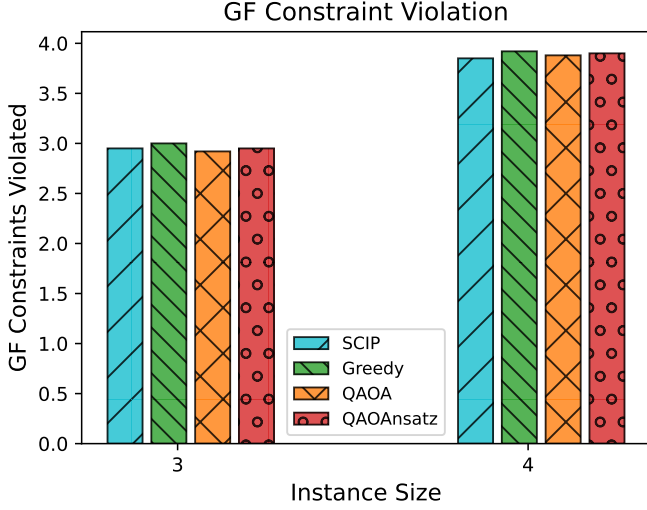 GF Constraint Violation
GF Constraints Violated
4.0
3.5
3.0
2.5
2.0
1.5
1.0
0.5
0.0
SCIP
Greedy
QAOA
QAOAnsatz
3
4
Instance Size